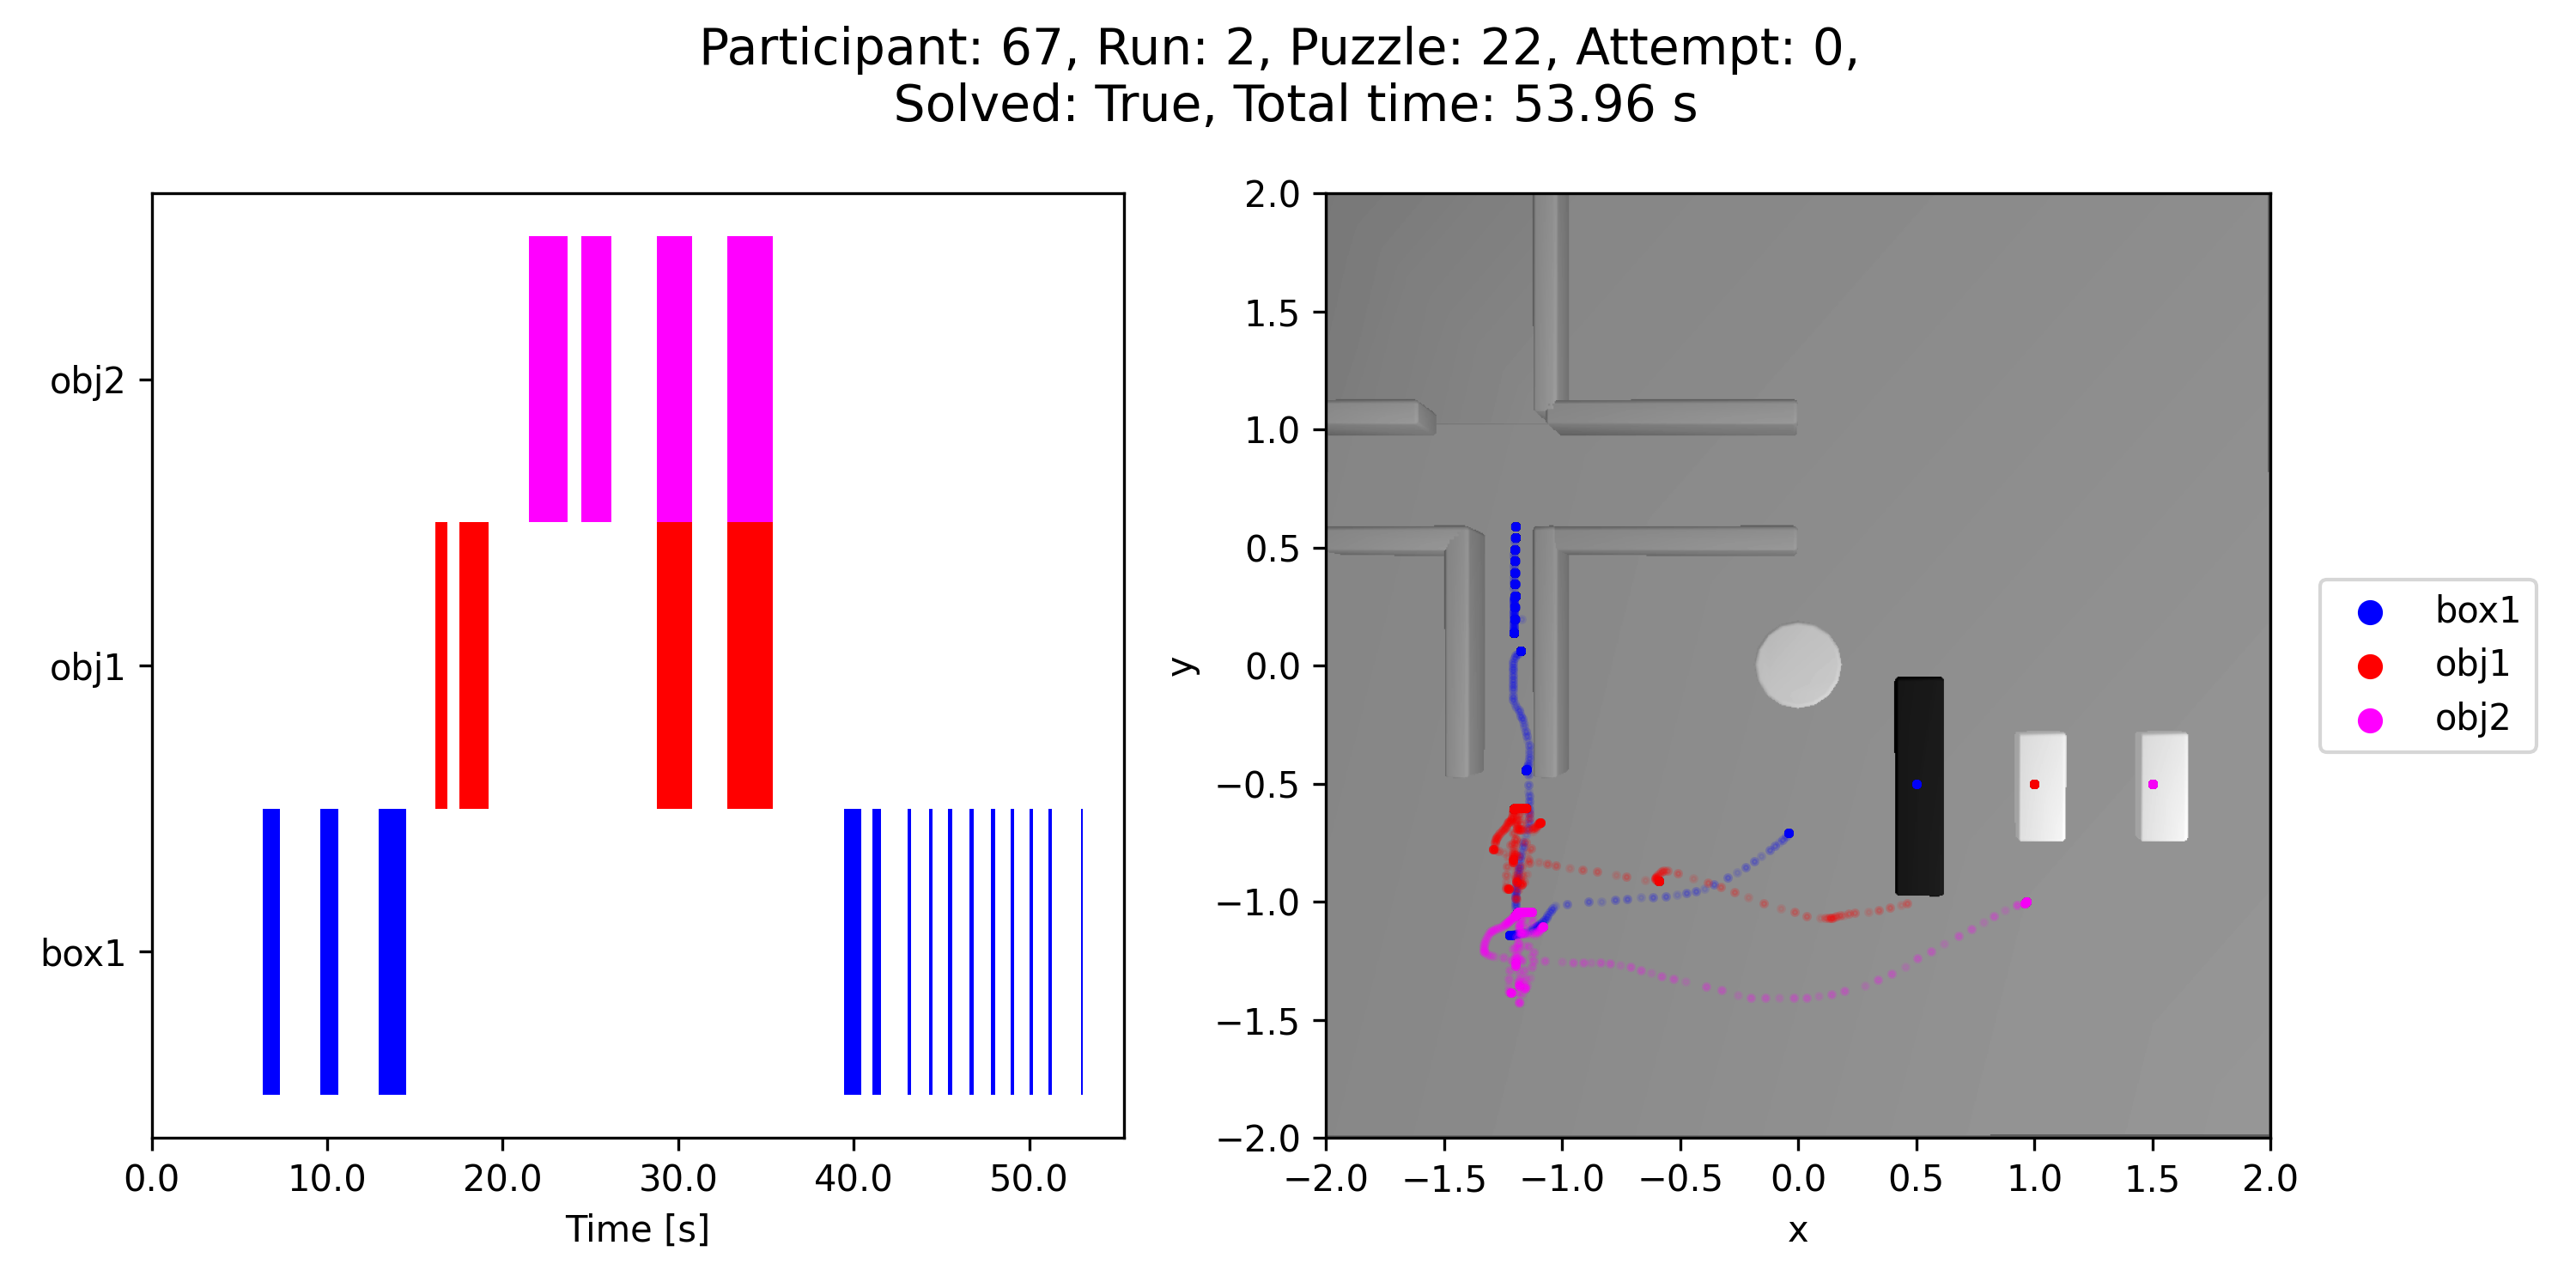 Participant: 67, Run: 2, Puzzle: 22, Attempt: 0,
Solved: True, Total time: 53.96 s
obj2
obj1
box1
0.0 10.0 20.0 30.0 40.0 50.0
Time [s]
2.0
1.5
1.0
0.5
0.0
−0.5
−1.0
−1.5
−2.0
y
−2.0 −1.5 −1.0 −0.5 0.0 0.5 1.0 1.5 2.0
x
box1
obj1
obj2